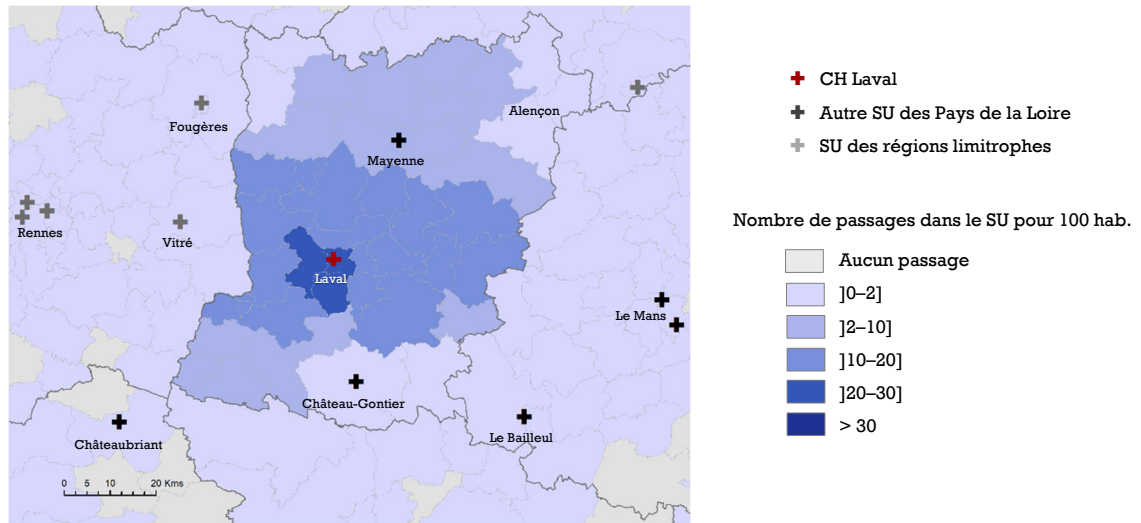 Alençon
Fougères
Mayenne
Rennes
Vitré
Laval
Le Mans
Château-Gontier
Le Bailleul
Châteaubriant
0 5 10 20 Kms
CH Laval
Autre SU des Pays de la Loire
SU des régions limitrophes
Nombre de passages dans le SU pour 100 hab.
Aucun passage
]0–2]
]2–10]
]10–20]
]20–30]
> 30